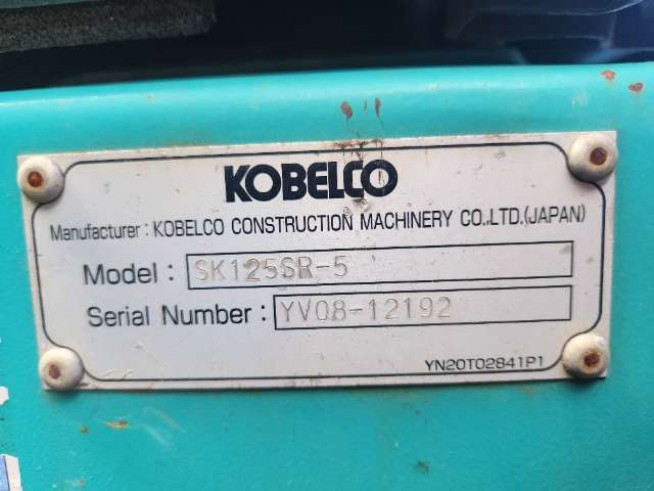 KOBELCO
Manufacturer : KOBELCO CONSTRUCTION MACHINERY CO.,LTD.(JAPAN)
Model : SK125SR-5
Serial Number : YV08-12192
YN20T02841P1